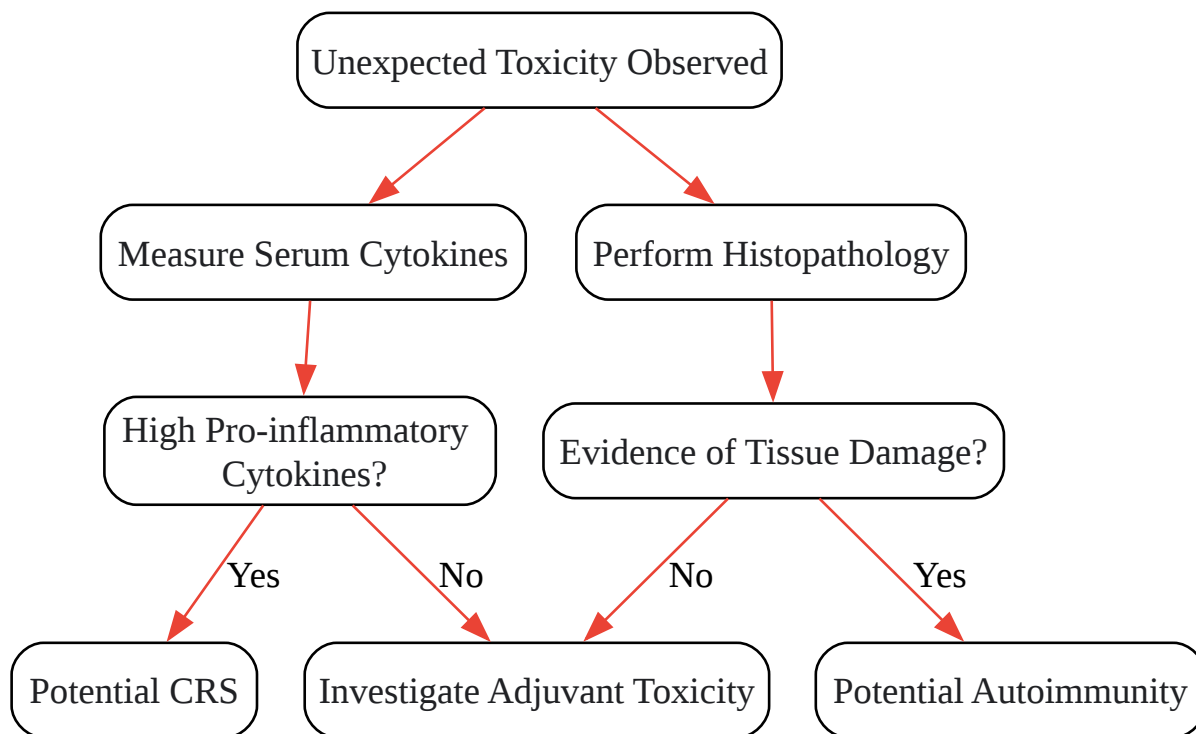 Unexpected Toxicity Observed
Measure Serum Cytokines
Perform Histopathology
High Pro-inflammatory
Cytokines?
Evidence of Tissue Damage?
Yes
No
No
Yes
Potential CRS
Investigate Adjuvant Toxicity
Potential Autoimmunity